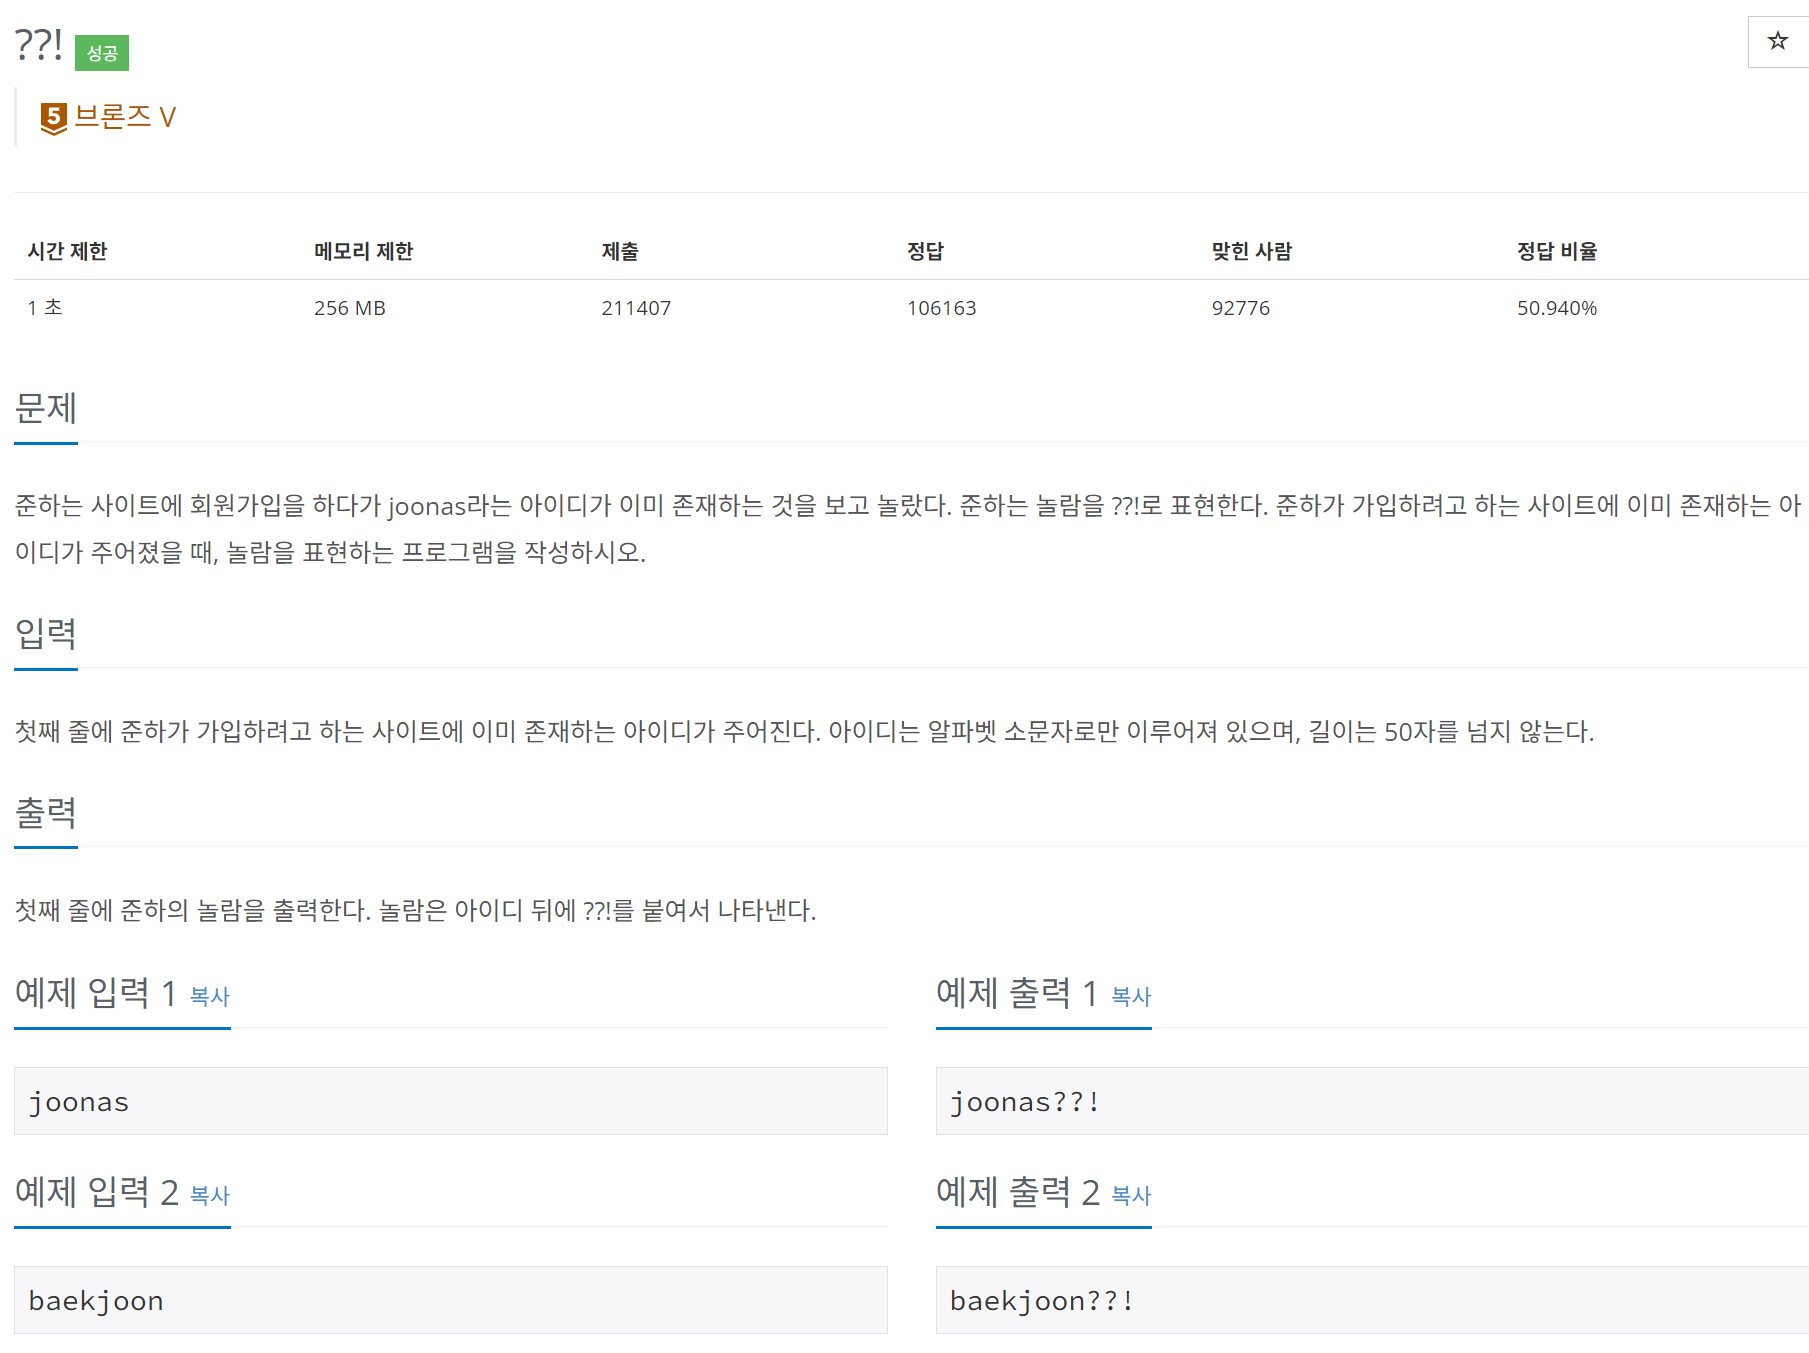 ??! 성공
5 브론즈 V
시간 제한 메모리 제한 제출 정답 맞힌 사람 정답 비율
1 초 256 MB 211407 106163 92776 50.940%
문제
준하는 사이트에 회원가입을 하다가 joonas라는 아이디가 이미 존재하는 것을 보고 놀랐다. 준하는 놀람을 ??!로 표현한다. 준하가 가입하려고 하는 사이트에 이미 존재하는 아
이디가 주어졌을 때, 놀람을 표현하는 프로그램을 작성하시오.
입력
첫째 줄에 준하가 가입하려고 하는 사이트에 이미 존재하는 아이디가 주어진다. 아이디는 알파벳 소문자로만 이루어져 있으며, 길이는 50자를 넘지 않는다.
출력
첫째 줄에 준하의 놀람을 출력한다. 놀람은 아이디 뒤에 ??!를 붙여서 나타낸다.
예제 입력 1 복사 예제 출력 1 복사
joonas joonas??!
예제 입력 2 복사 예제 출력 2 복사
baekjoon baekjoon??!